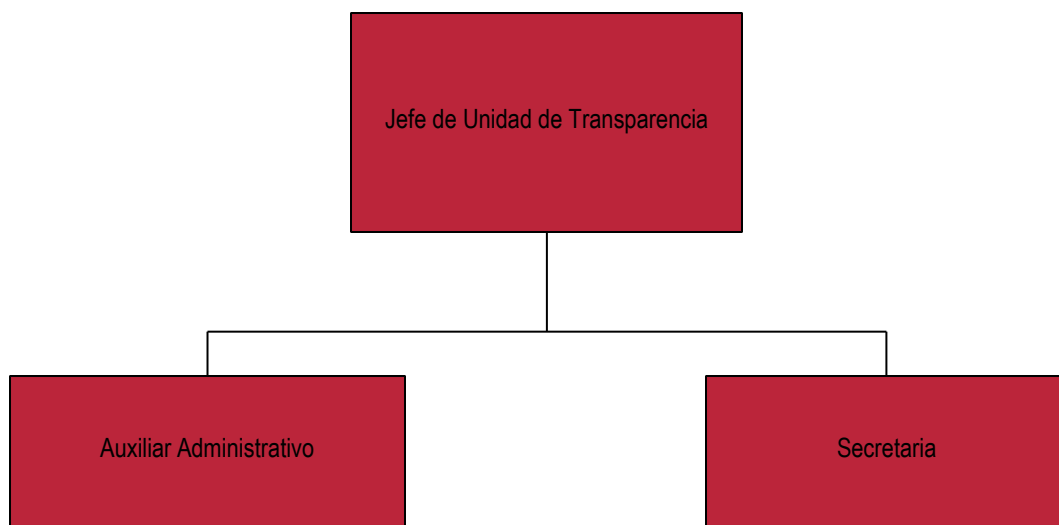 Jefe de Unidad de Transparencia
Auxiliar Administrativo
Secretaria